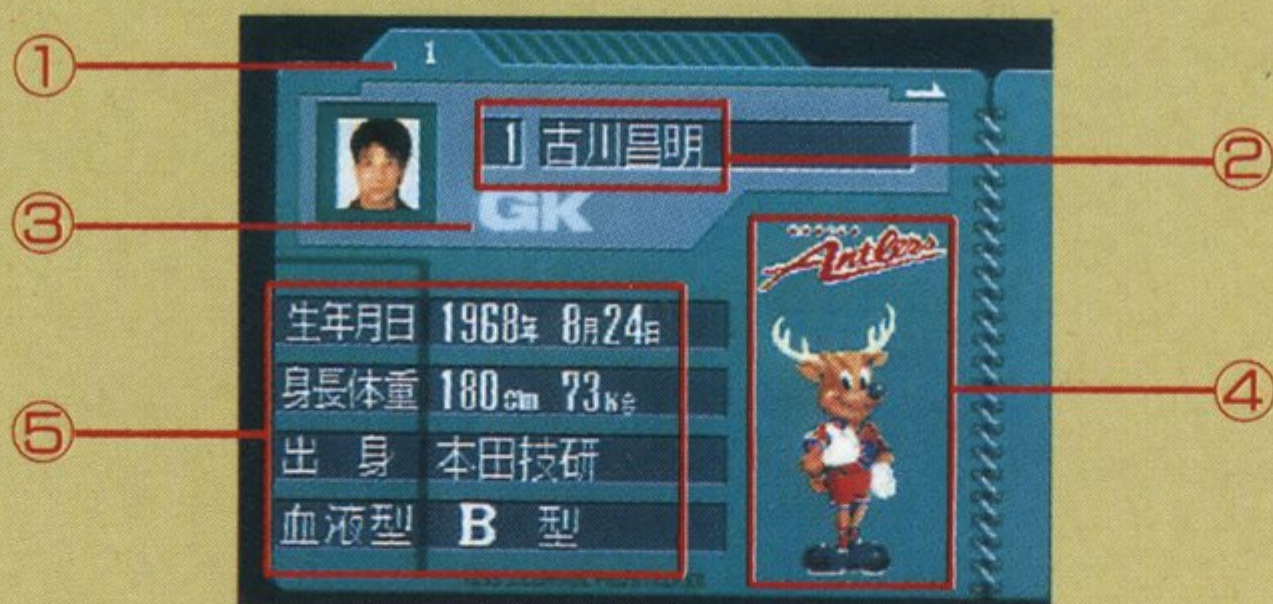 ①
1
1 古川昌明
②
③
GK
Antlers
生年月日 1968年 8月24日
身長体重 180cm 73kg
④
⑤
出 身 本田技研
血液型 B 型